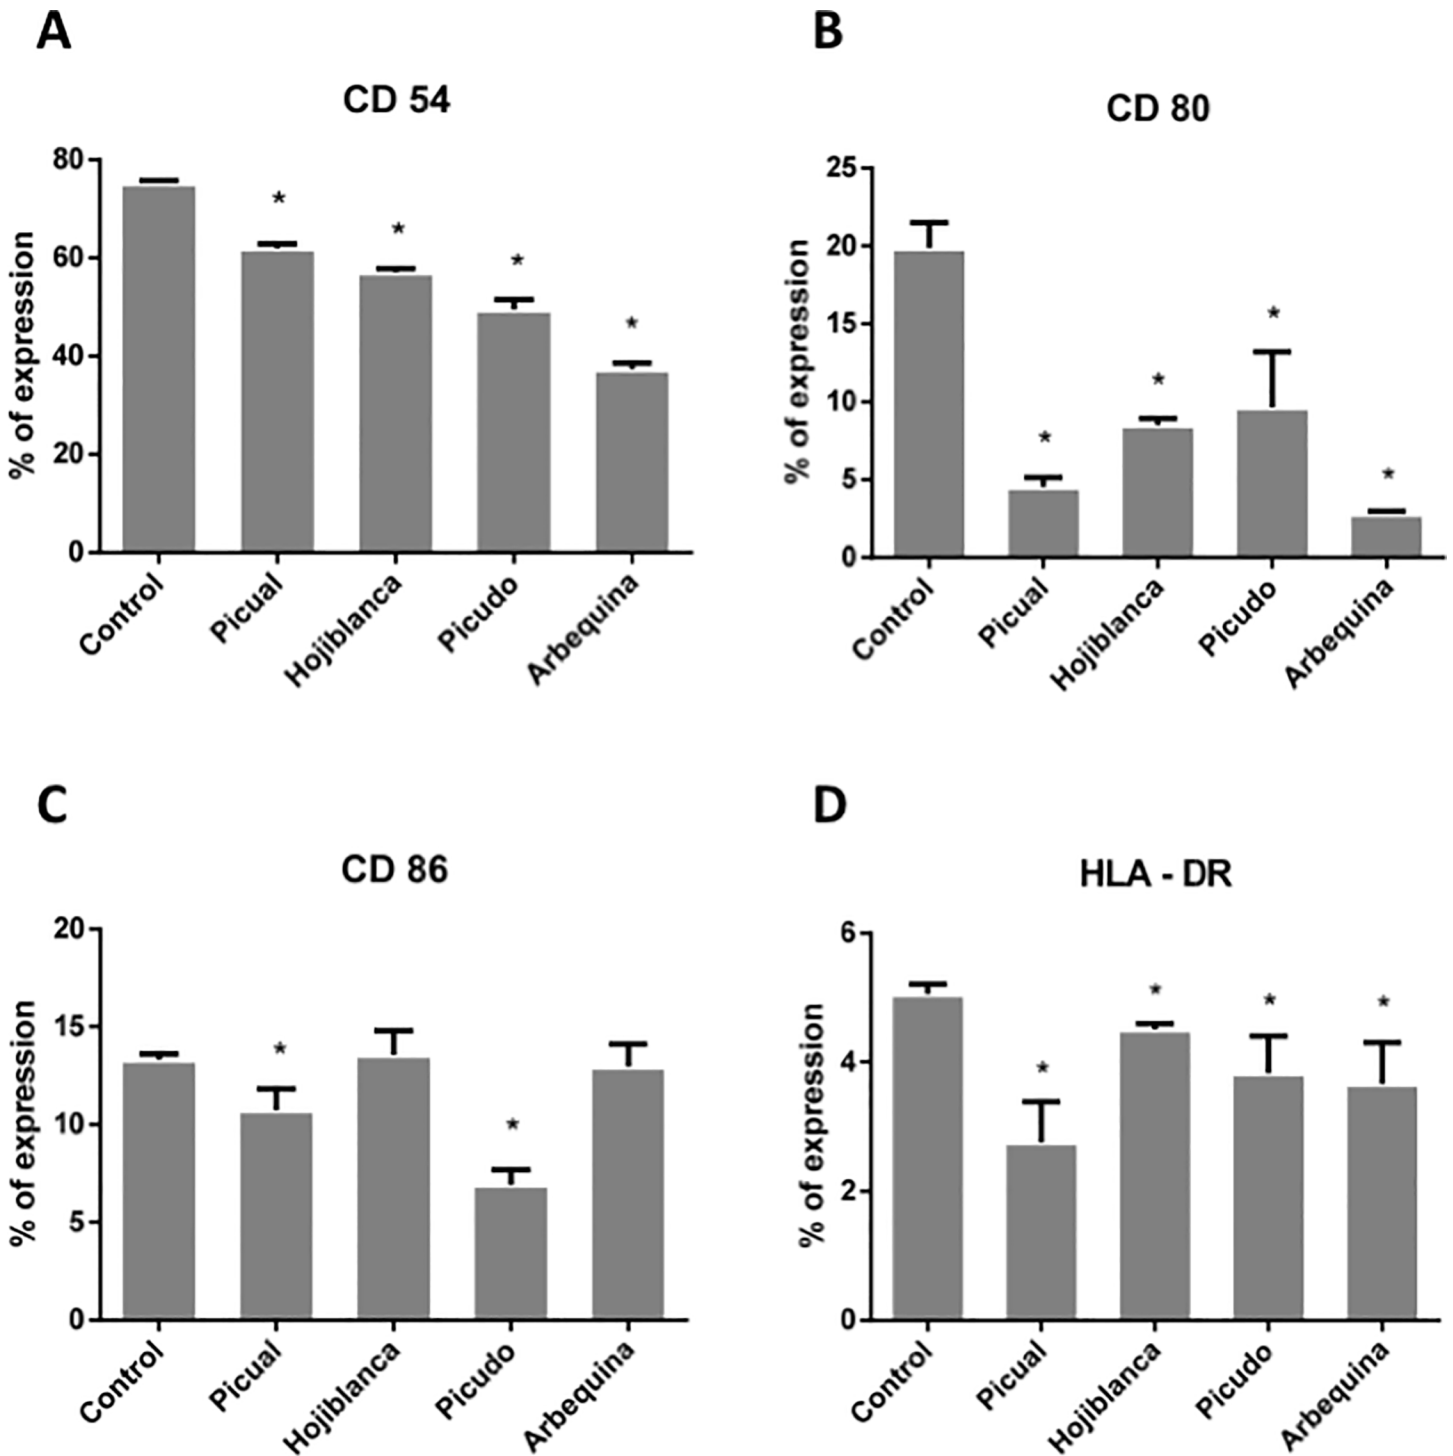 A
CD 54
% of expression
80
60
40
20
0
*
*
*
*
Control
Picual
Hojiblanca
Picudo
Arbequina
B
CD 80
% of expression
25
20
15
10
5
0
*
*
*
*
Control
Picual
Hojiblanca
Picudo
Arbequina
C
CD 86
% of expression
20
15
10
5
0
*
*
Control
Picual
Hojiblanca
Picudo
Arbequina
D
HLA - DR
% of expression
6
4
2
0
*
*
*
*
Control
Picual
Hojiblanca
Picudo
Arbequina